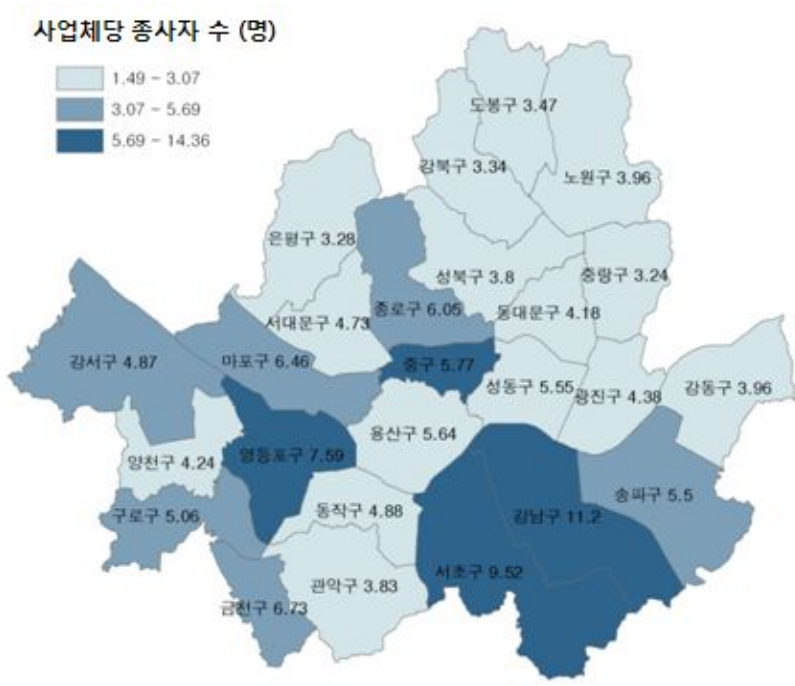 사업체당 종사자 수 (명)
1.49 - 3.07
3.07 - 5.69
5.69 - 14.36
도봉구 3.47
강북구 3.34
노원구 3.96
은평구 3.28
성북구 3.8
중랑구 3.24
종로구 6.05
동대문구 4.18
서대문구 4.73
강서구 4.87
마포구 6.46
중구 5.77
성동구 5.55
광진구 4.38
강동구 3.96
용산구 5.64
양천구 4.24
영등포구 7.59
송파구 5.5
구로구 5.06
동작구 4.88
강남구 11.2
서초구 9.52
관악구 3.83
금천구 6.73